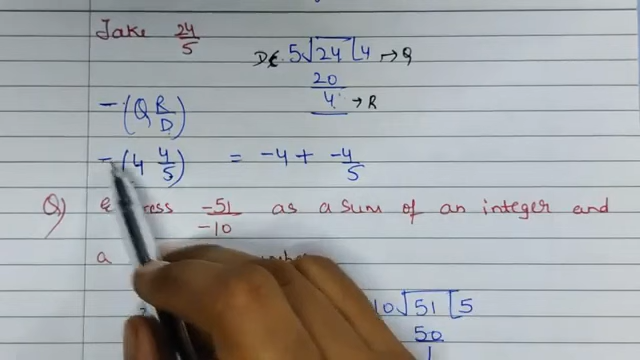 Take 24/5
D← 5√24 [4 → Q
20
4 → R
-(Q R/D)
-(4 4/5) = -4 + -4/5
Q) -51/-10 as a sum of an integer and
a
10√51 [5
50
1